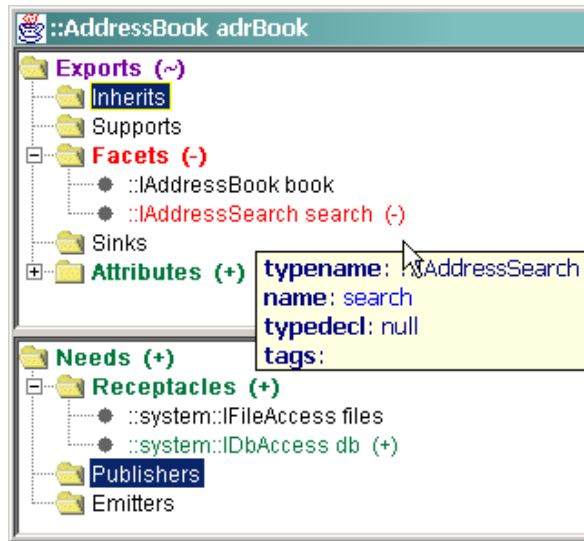 ::AddressBook adrBook
Exports (~)
Inherits
Supports
Facets (-)
::IAddressBook book
::IAddressSearch search (-)
Sinks
Attributes (+)
typename: ::IAddressSearch
name: search
typedecl: null
tags:
Needs (+)
Receptacles (+)
::system::IFileAccess files
::system::IDbAccess db (+)
Publishers
Emitters